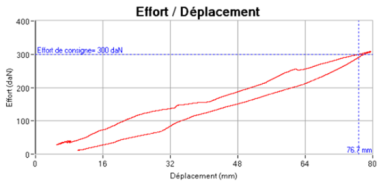 Effort / Déplacement
400
Effort de consigne= 300 daN
300
200
100
0
Effort (daN)
76.7 mm
0 16 32 48 64 80
Déplacement (mm)